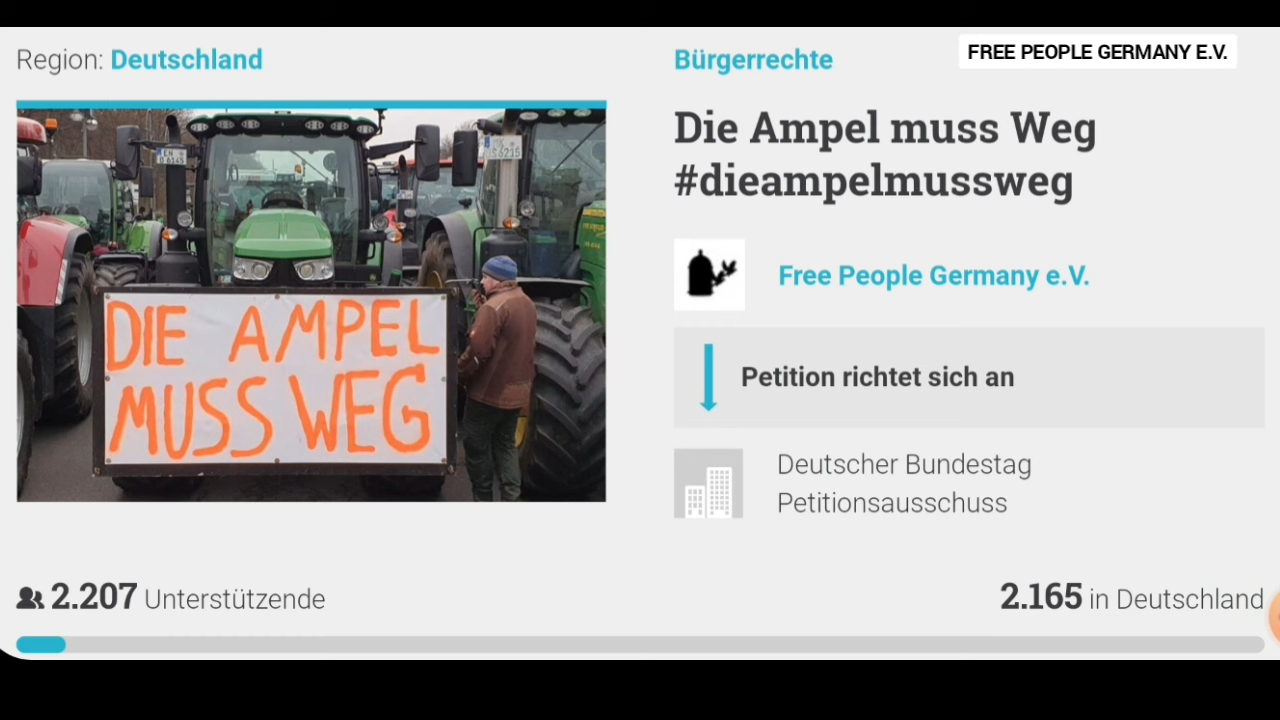 Region: Deutschland
Bürgerrechte
FREE PEOPLE GERMANY E.V.
Die Ampel muss Weg
#dieampelmussweg
DIE AMPEL
MUSS WEG
Free People Germany e.V.
Petition richtet sich an
Deutscher Bundestag
Petitionsausschuss
2.207 Unterstützende
2.165 in Deutschland